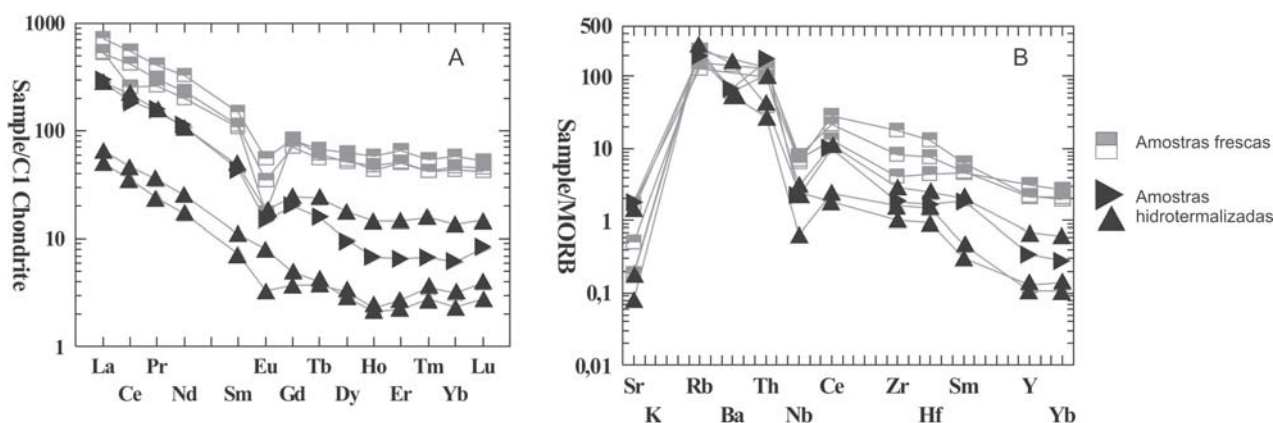 Sample/C1 Chondrite
1000
100
10
1
A
La Pr Eu Tb Ho Tm Lu
Ce Nd Sm Gd Dy Er Yb
Sample/MORB
500
100
10
1
0,1
0,01
B
Sr Rb Th Ce Zr Sm Y
K Ba Nb Hf Yb
Amostras frescas
Amostras
hidrotermalizadas